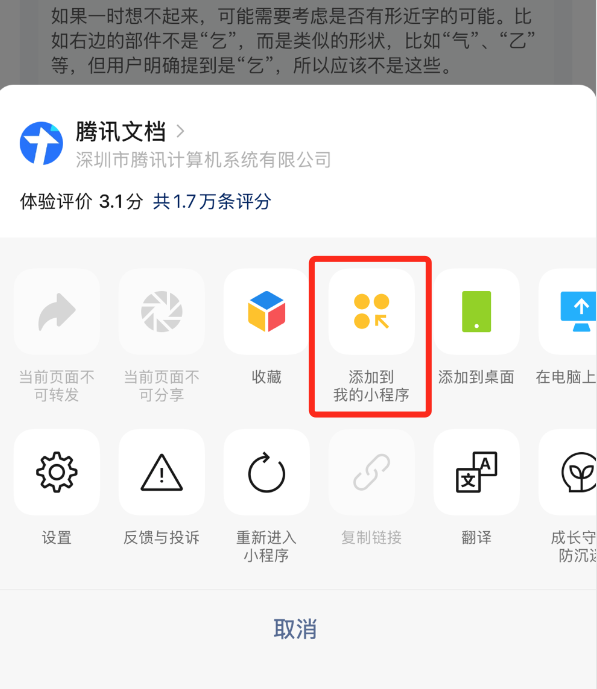 如果一时想不起来，可能需要考虑是否有形近字的可能。比
如右边的部件不是“乞”，而是类似的形状，比如“气”、“乙”
等，但用户明确提到是“乞”，所以应该不是这些。
腾讯文档
深圳市腾讯计算机系统有限公司
体验评价 3.1分 共1.7万条评分
当前页面不
可转发
当前页面不
可分享
收藏
添加到
我的小程序
添加到桌面
在电脑上
设置
反馈与投诉
重新进入
小程序
复制链接
翻译
成长守
防沉
取消